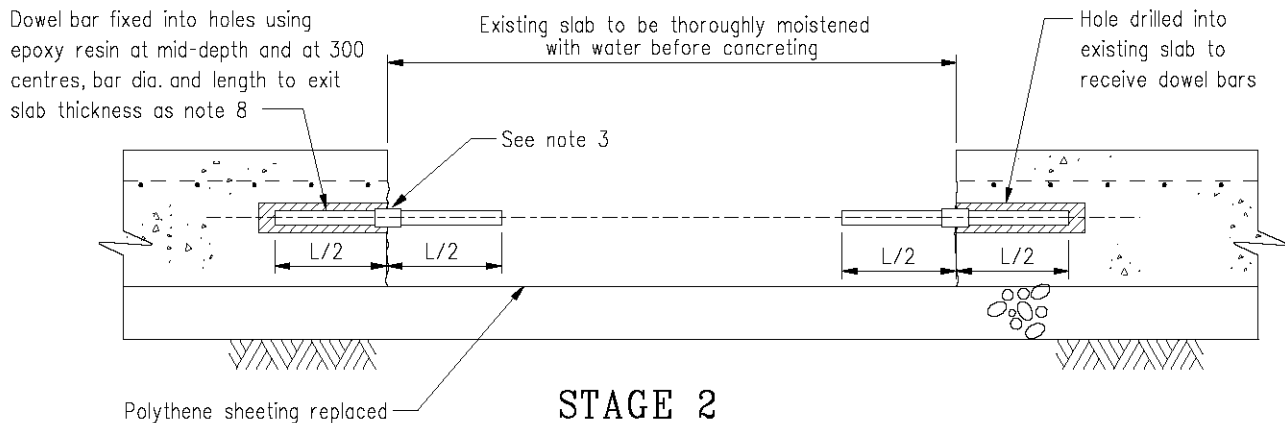 Dowel bar fixed into holes using
epoxy resin at mid-depth and at 300
centres, bar dia. and length to exit
slab thickness as note 8
Existing slab to be thoroughly moistened
with water before concreting
Hole drilled into
existing slab to
receive dowel bars
See note 3
L/2
L/2
L/2
L/2
Polythene sheeting replaced
STAGE 2